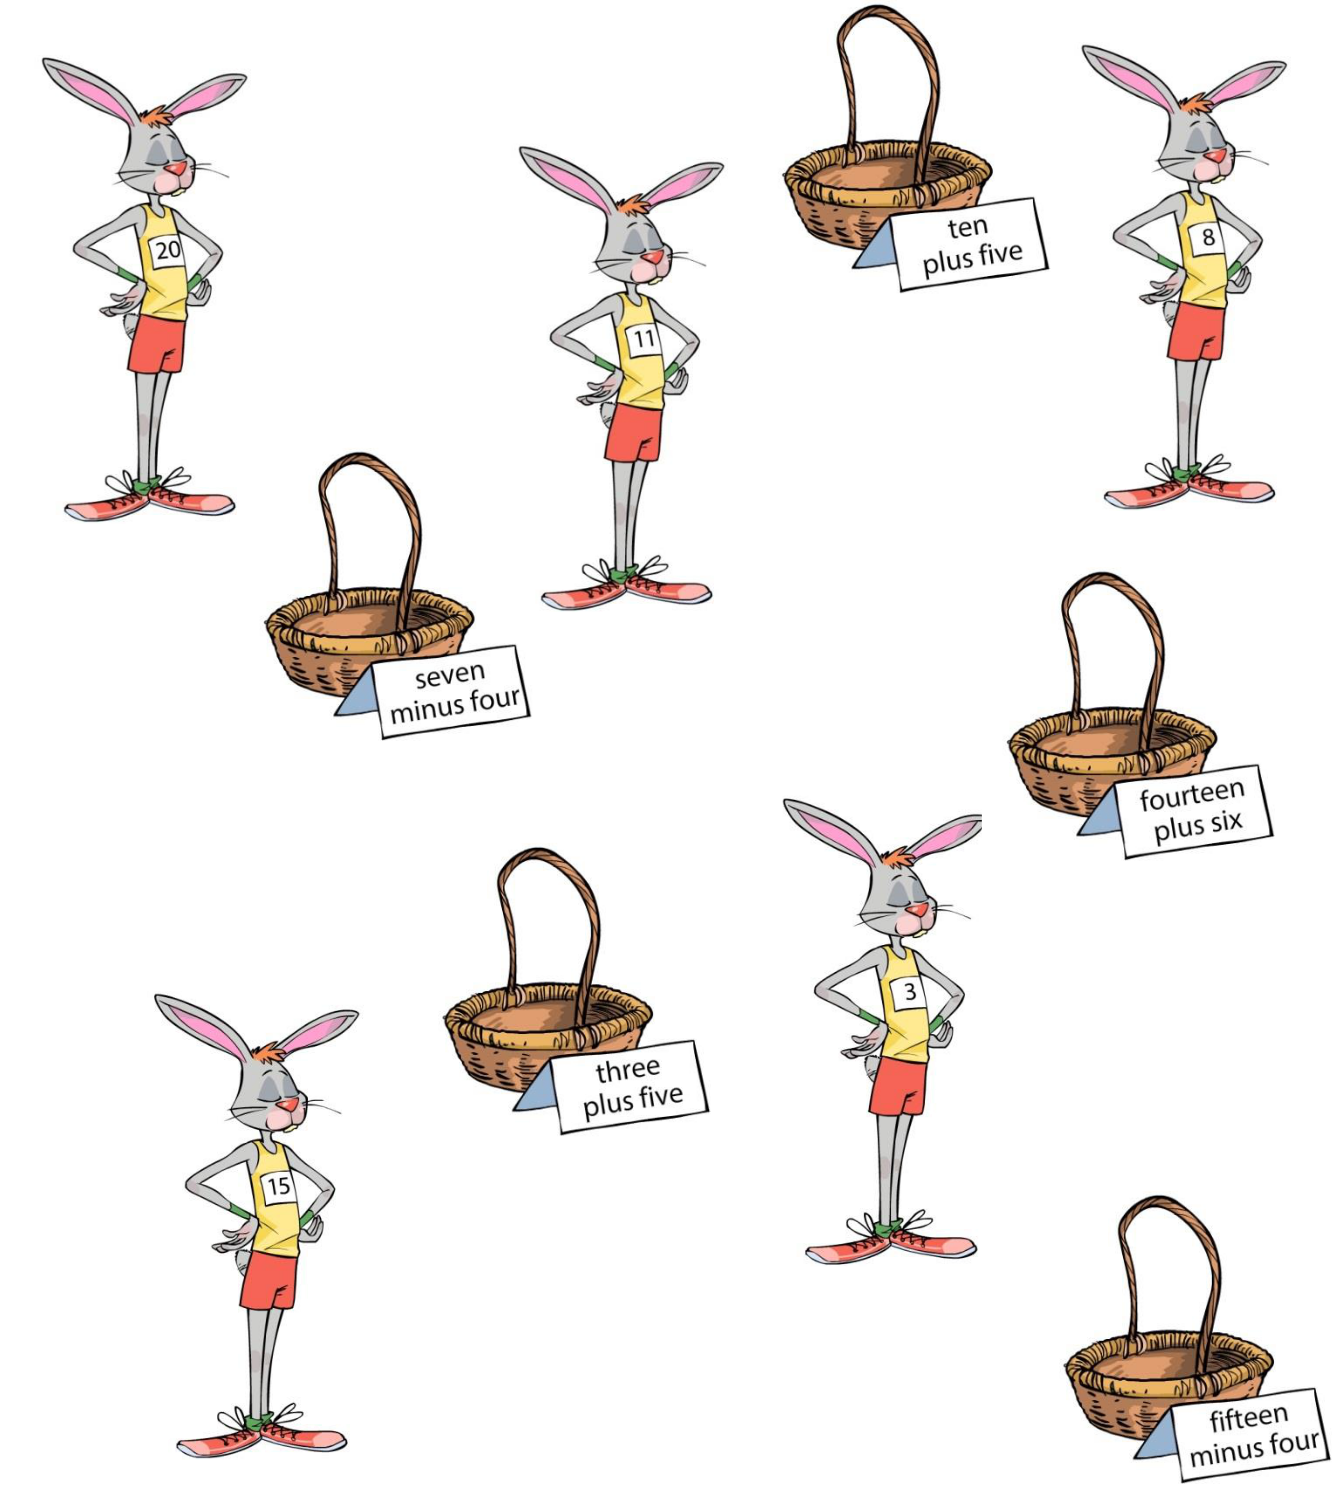 20
11
ten
plus five
8
seven
minus four
fourteen
plus six
three
plus five
3
15
fifteen
minus four